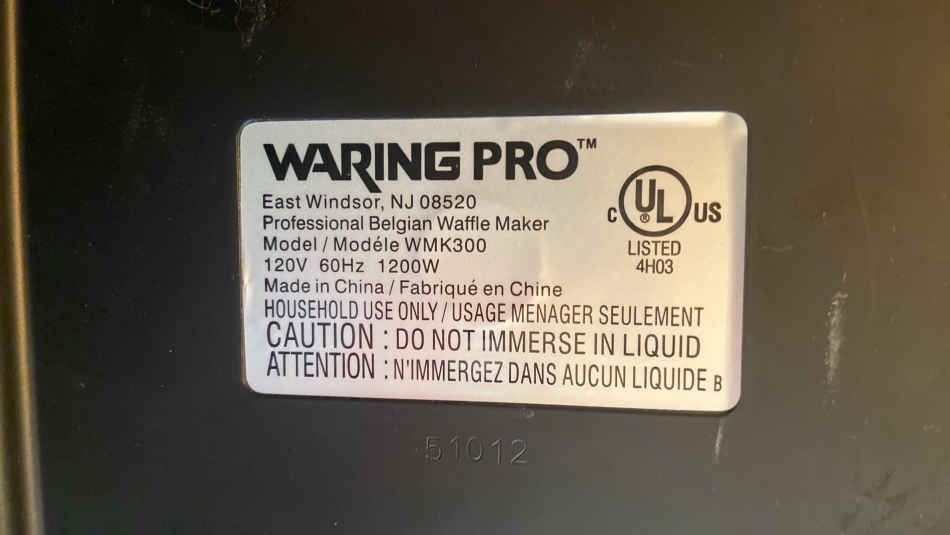 WARING PRO™
East Windsor, NJ 08520
Professional Belgian Waffle Maker
Model / Modéle WMK300
120V 60Hz 1200W
Made in China / Fabriqué en Chine
HOUSEHOLD USE ONLY / USAGE MENAGER SEULEMENT
CAUTION : DO NOT IMMERSE IN LIQUID
ATTENTION : N'IMMERGEZ DANS AUCUN LIQUIDE B
C UL ® US
LISTED
4H03
51012